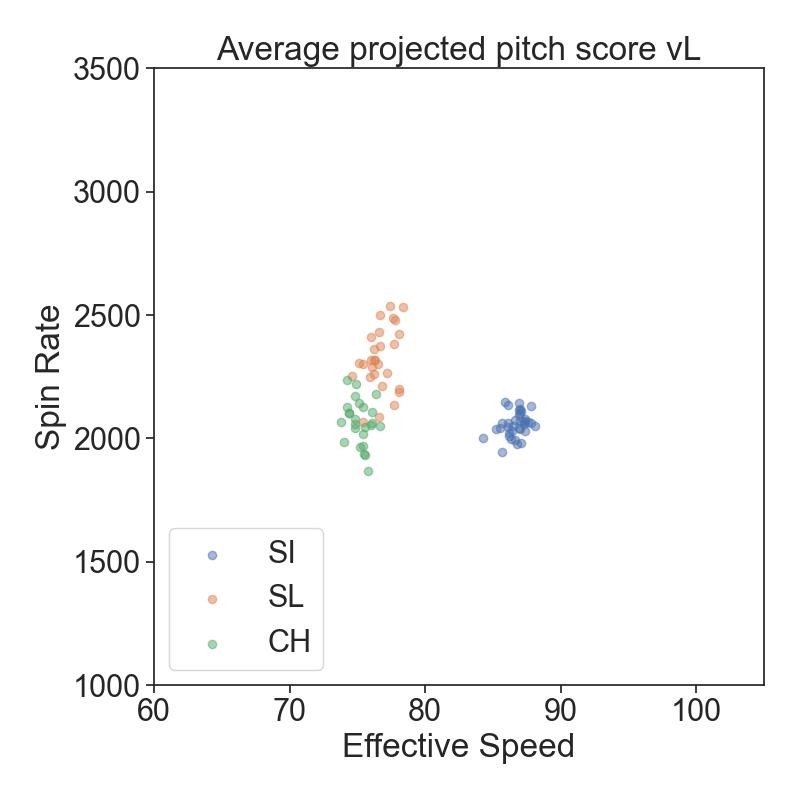 Average projected pitch score vL
3500
3000
2500
2000
1500
1000
Spin Rate
SI
SL
CH
60 70 80 90 100
Effective Speed